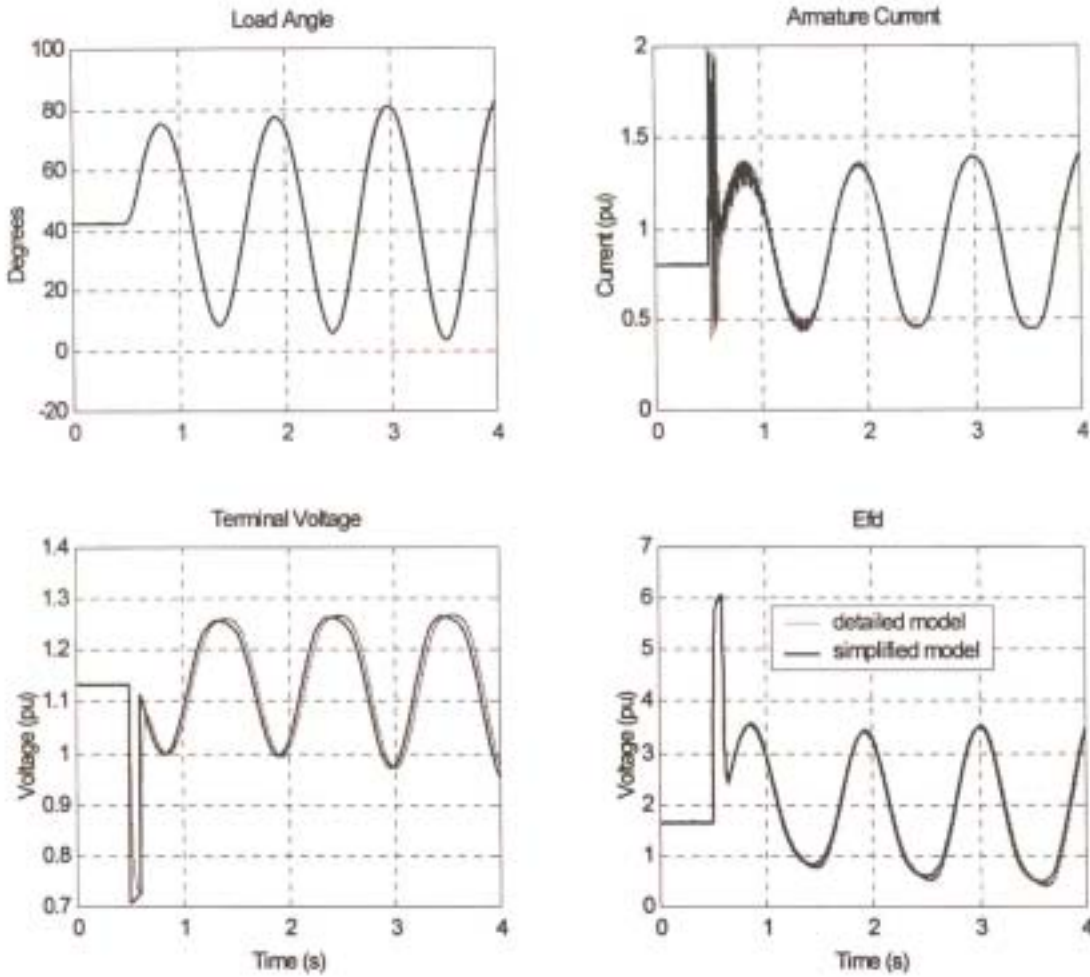 Load Angle
100
80
60
40
20
0
-20
Degrees
0 1 2 3 4
Armature Current
2
1.5
1
0.5
0
Current (pu)
0 1 2 3 4
Terminal Voltage
1.4
1.3
1.2
1.1
1
0.9
0.8
0.7
Voltage (pu)
0 1 2 3 4
Time (s)
Efd
7
6
5
4
3
2
1
0
Voltage (pu)
detailed model
simplified model
0 1 2 3 4
Time (s)